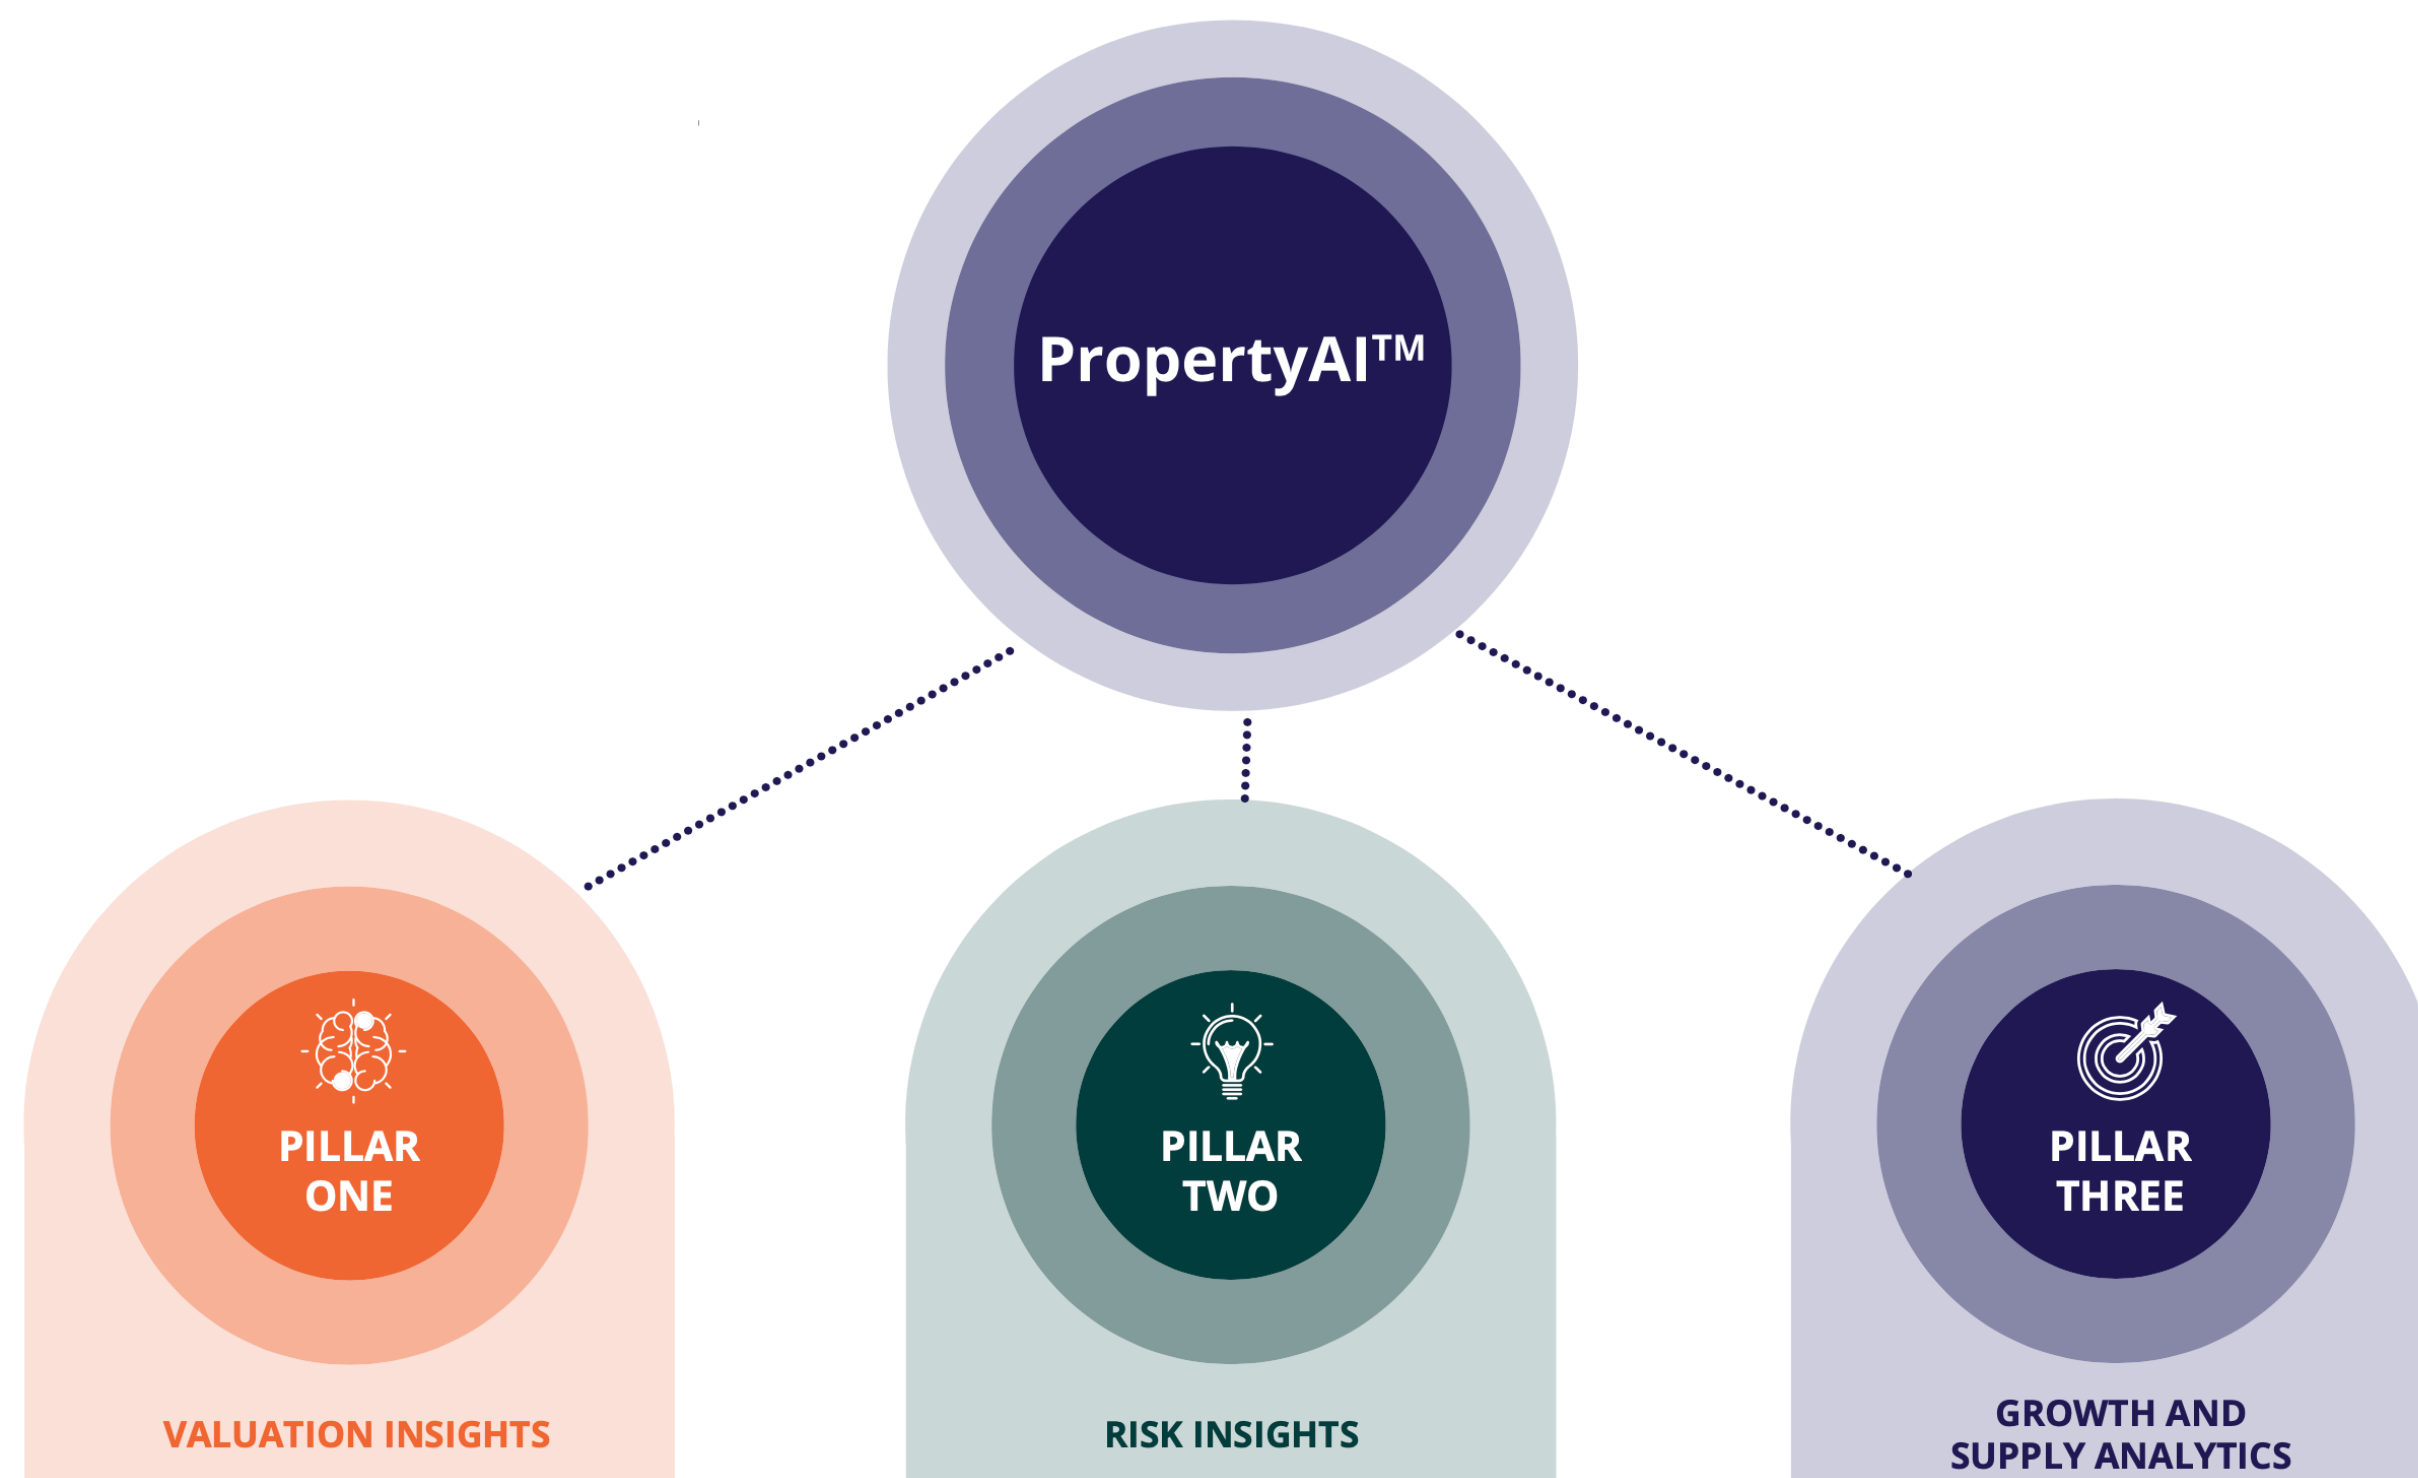 PropertyAI™
PILLAR
ONE
VALUATION INSIGHTS
PILLAR
TWO
RISK INSIGHTS
PILLAR
THREE
GROWTH AND
SUPPLY ANALYTICS